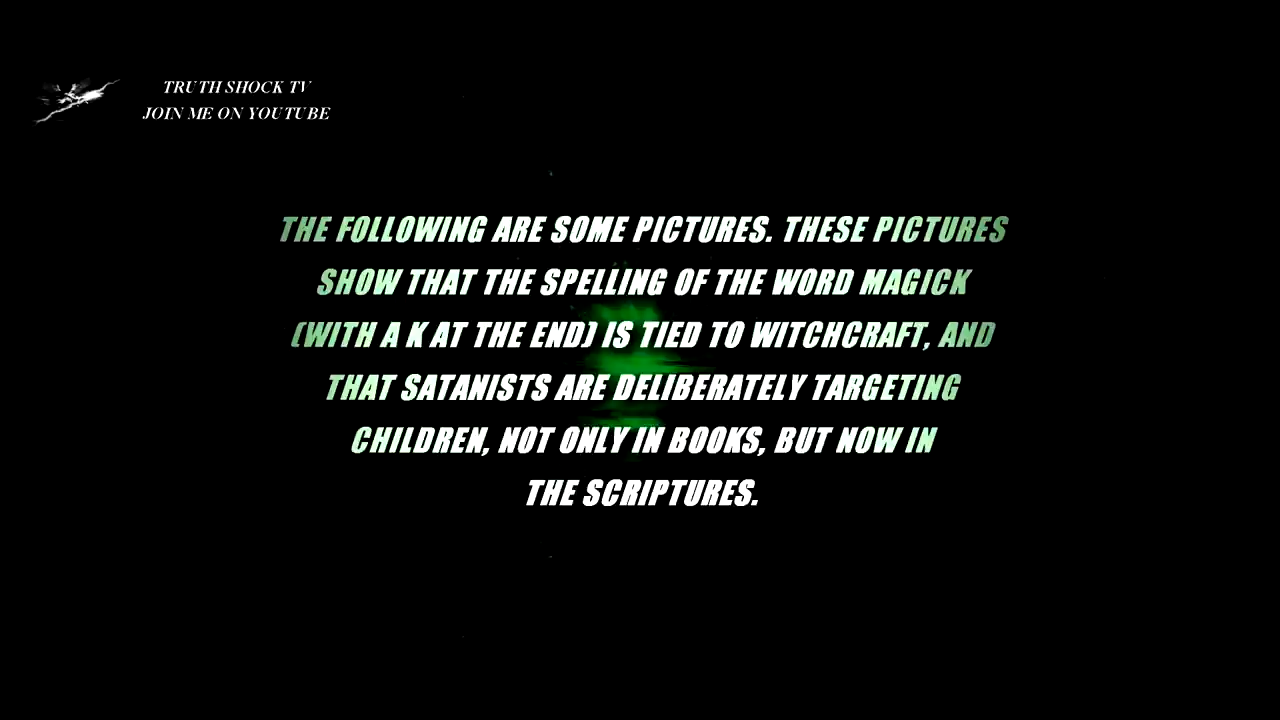 TRUTH SHOCK TV
JOIN ME ON YOUTUBE
THE FOLLOWING ARE SOME PICTURES. THESE PICTURES
SHOW THAT THE SPELLING OF THE WORD MAGICK
(WITH A K AT THE END) IS TIED TO WITCHCRAFT, AND
THAT SATANISTS ARE DELIBERATELY TARGETING
CHILDREN, NOT ONLY IN BOOKS, BUT NOW IN
THE SCRIPTURES.